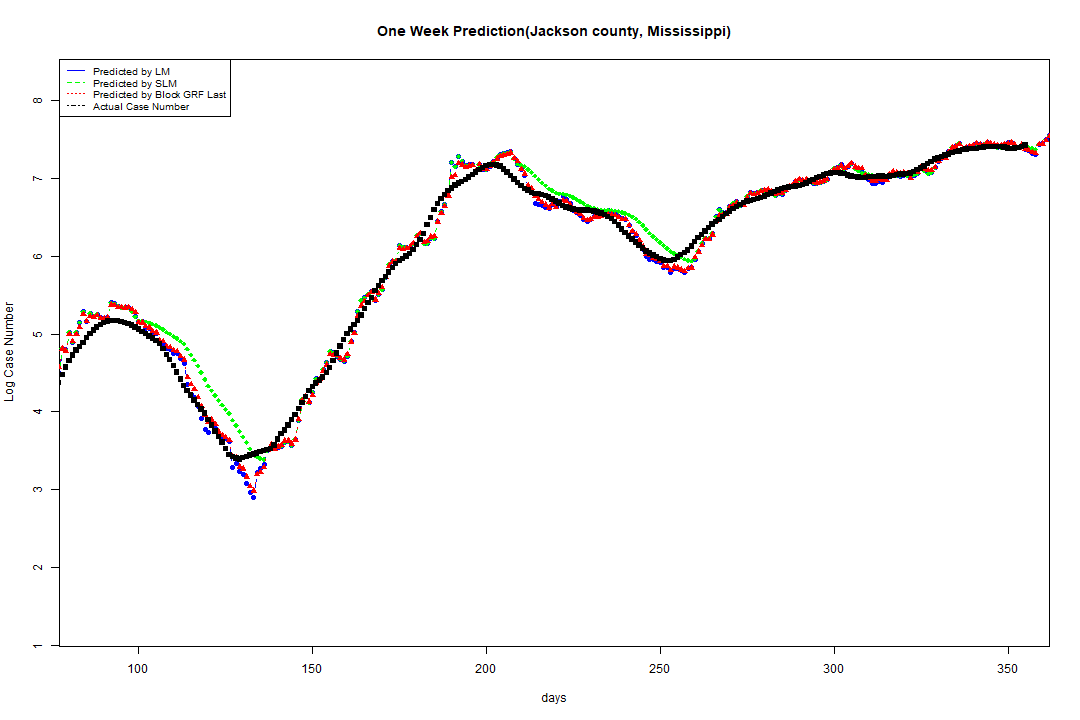 One Week Prediction(Jackson county, Mississippi)
Predicted by LM
Predicted by SLM
Predicted by Block GRF Last
Actual Case Number
8
7
6
5
4
3
2
1
Log Case Number
100 150 200 250 300 350
days